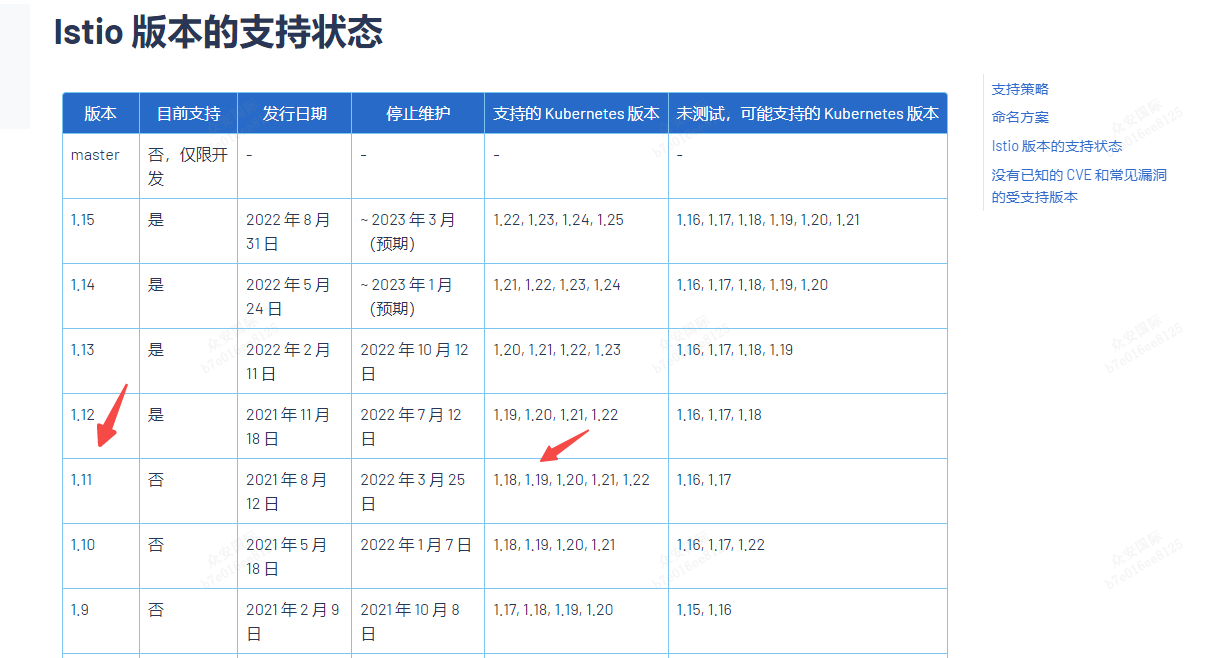 Istio 版本的支持状态
版本 目前支持 发行日期 停止维护 支持的 Kubernetes 版本 未测试，可能支持的 Kubernetes 版本
master 否，仅限开 - - - -
发
1.15 是 2022 年 8 月 ~ 2023 年 3 月 1.22, 1.23, 1.24, 1.25 1.16, 1.17, 1.18, 1.19, 1.20, 1.21
31 日 （预期）
1.14 是 2022 年 5 月 ~ 2023 年 1 月 1.21, 1.22, 1.23, 1.24 1.16, 1.17, 1.18, 1.19, 1.20
24 日 （预期）
1.13 是 2022 年 2 月 2022 年 10 月 12 1.20, 1.21, 1.22, 1.23 1.16, 1.17, 1.18, 1.19
11 日 日
1.12 是 2021 年 11 月 2022 年 7 月 12 1.19, 1.20, 1.21, 1.22 1.16, 1.17, 1.18
18 日 日
1.11 否 2021 年 8 月 2022 年 3 月 25 1.18, 1.19, 1.20, 1.21, 1.22 1.16, 1.17
12 日 日
1.10 否 2021 年 5 月 2022 年 1 月 7 日 1.18, 1.19, 1.20, 1.21 1.16, 1.17, 1.22
18 日
1.9 否 2021 年 2 月 9 2021 年 10 月 8 1.17, 1.18, 1.19, 1.20 1.15, 1.16
日 日
支持策略
命名方案
Istio 版本的支持状态
没有已知的 CVE 和常见漏洞
的受支持版本
众安国际